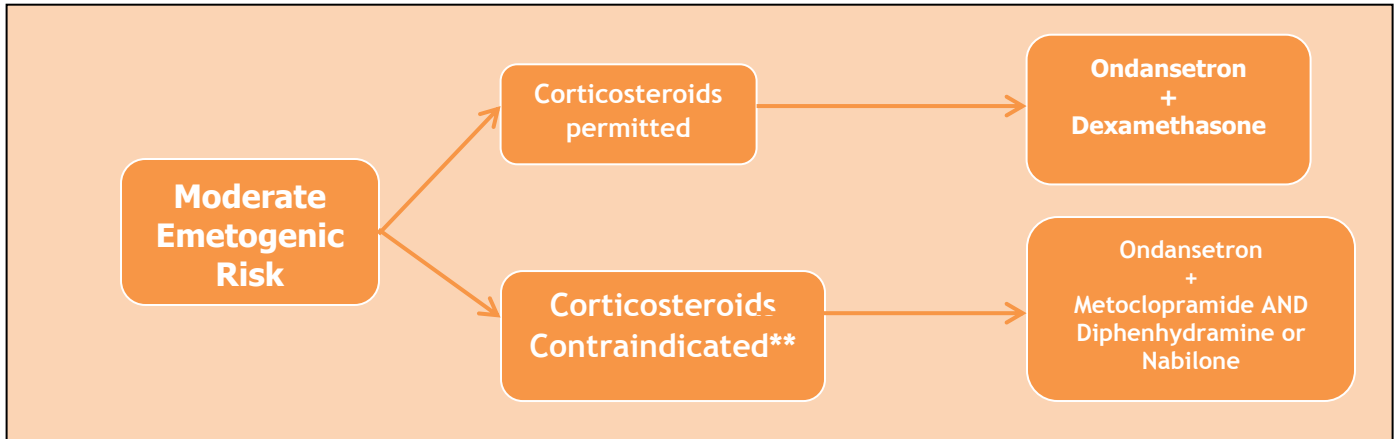 Moderate
Emetogenic
Risk
Corticosteroids
permitted
Ondansetron
+
Dexamethasone
Corticosteroids
Contraindicated**
Ondansetron
+
Metoclopramide AND
Diphenhydramine or
Nabilone